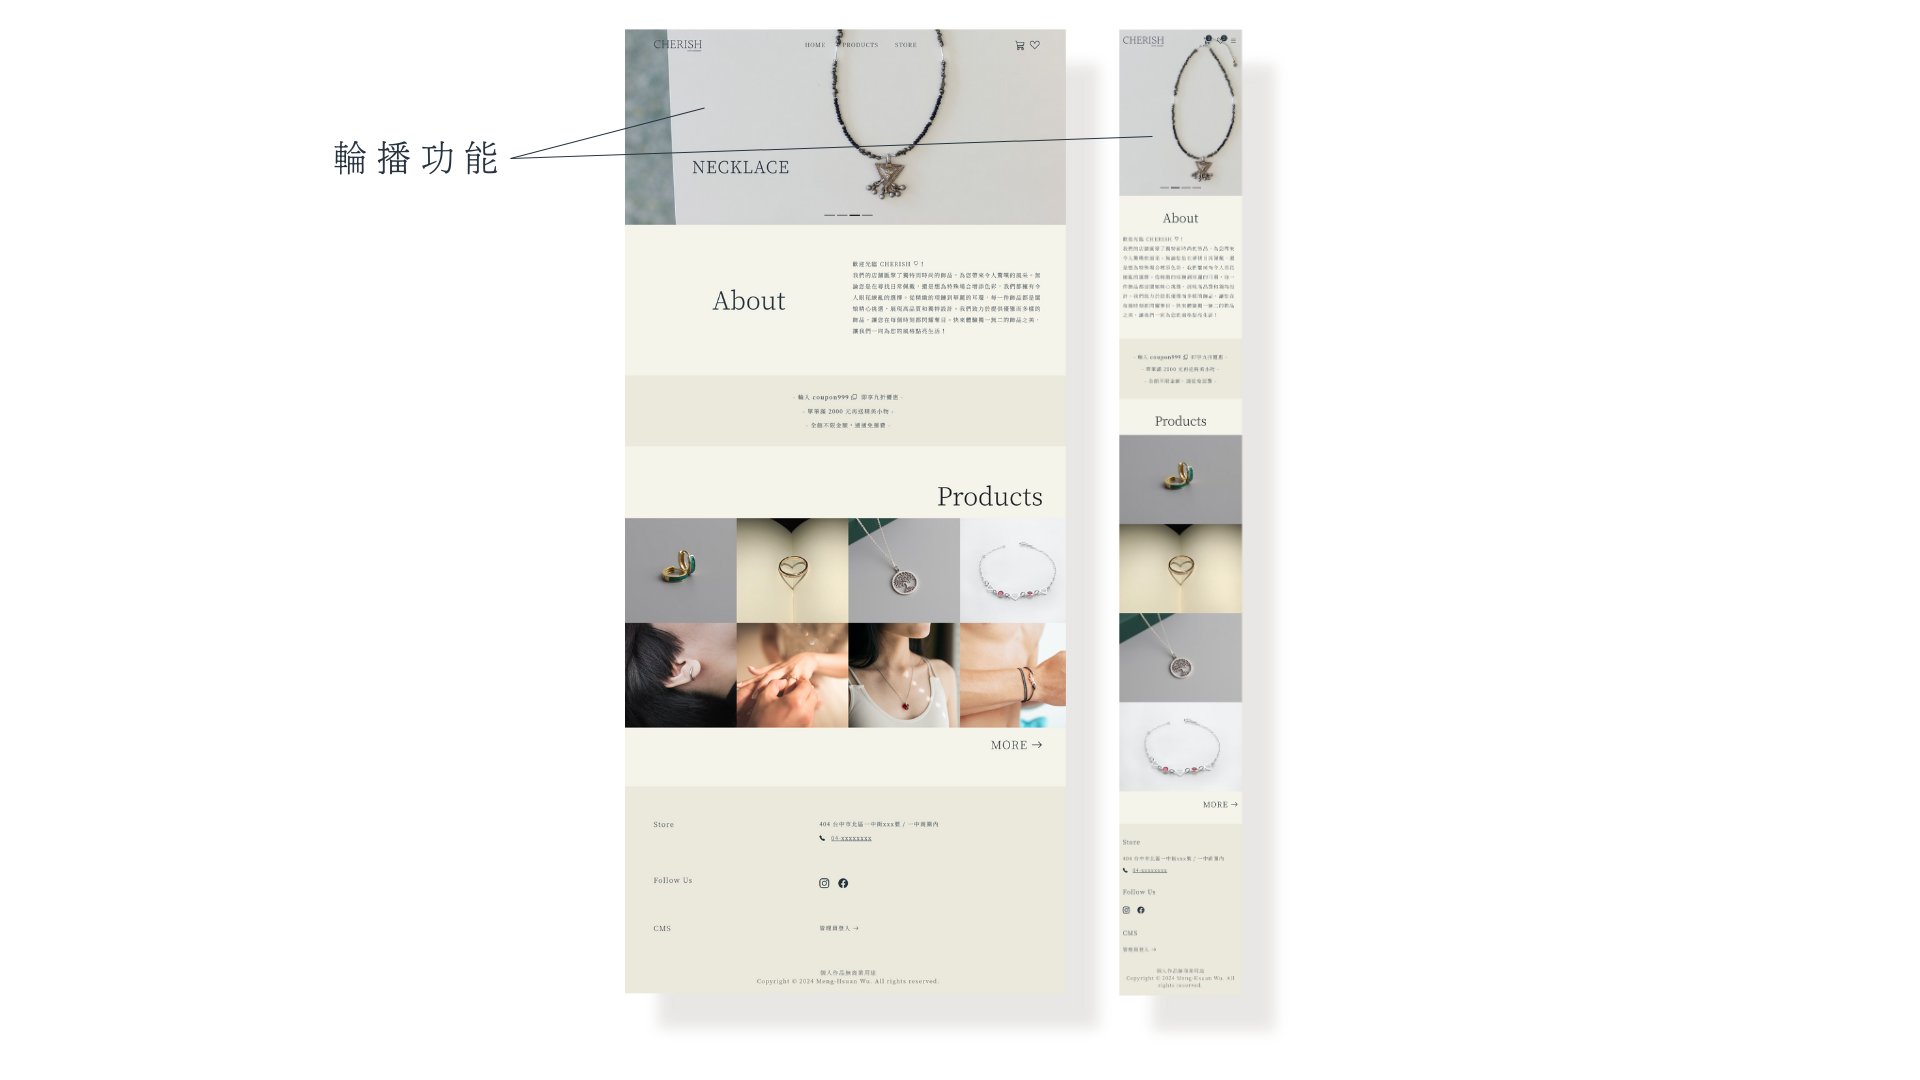 輪播功能
CHERISH
HOME
PRODUCTS
STORE
NECKLACE
About
歡迎光臨 CHERISH ♡！
我們的店舖匯聚了獨特而時尚的飾品，為您帶來令人驚嘆的風采。無
論您是在尋找日常佩戴，還是想為特殊場合增添色彩，我們都擁有令
人眼花繚亂的選擇。從精緻的項鍊到華麗的耳環，每一件飾品都是匠
心挑選，展現高品質和獨特設計。我們致力於提供優雅而多樣的
飾品，讓您在每個時刻都閃耀奪目。快來體驗獨一無二的飾品之美，
讓我們一同為您的風格點亮生活！
- 輸入 coupon999 即享九折優惠 -
- 單筆滿 2000 元再送精美小物 -
- 全館不限金額，通通免運費 -
Products
MORE →
Store
404 台中市北區一中街xxx號 / 一中商圈內
04-xxxxxxxx
Follow Us
CMS
管理員登入 →
個人作品無商業用途
Copyright © 2024 Meng-Hsuan Wu. All rights reserved.
CHERISH
About
歡迎光臨 CHERISH ♡！
- 輸入 coupon999 即享九折優惠 -
- 單筆滿 2000 元再送精美小物 -
- 全館不限金額，通通免運費 -
Products
MORE →
Store
404 台中市北區一中街xxx號 / 一中商圈內
04-xxxxxxxx
Follow Us
CMS
管理員登入 →
個人作品無商業用途
Copyright © 2024 Meng-Hsuan Wu. All
rights reserved.